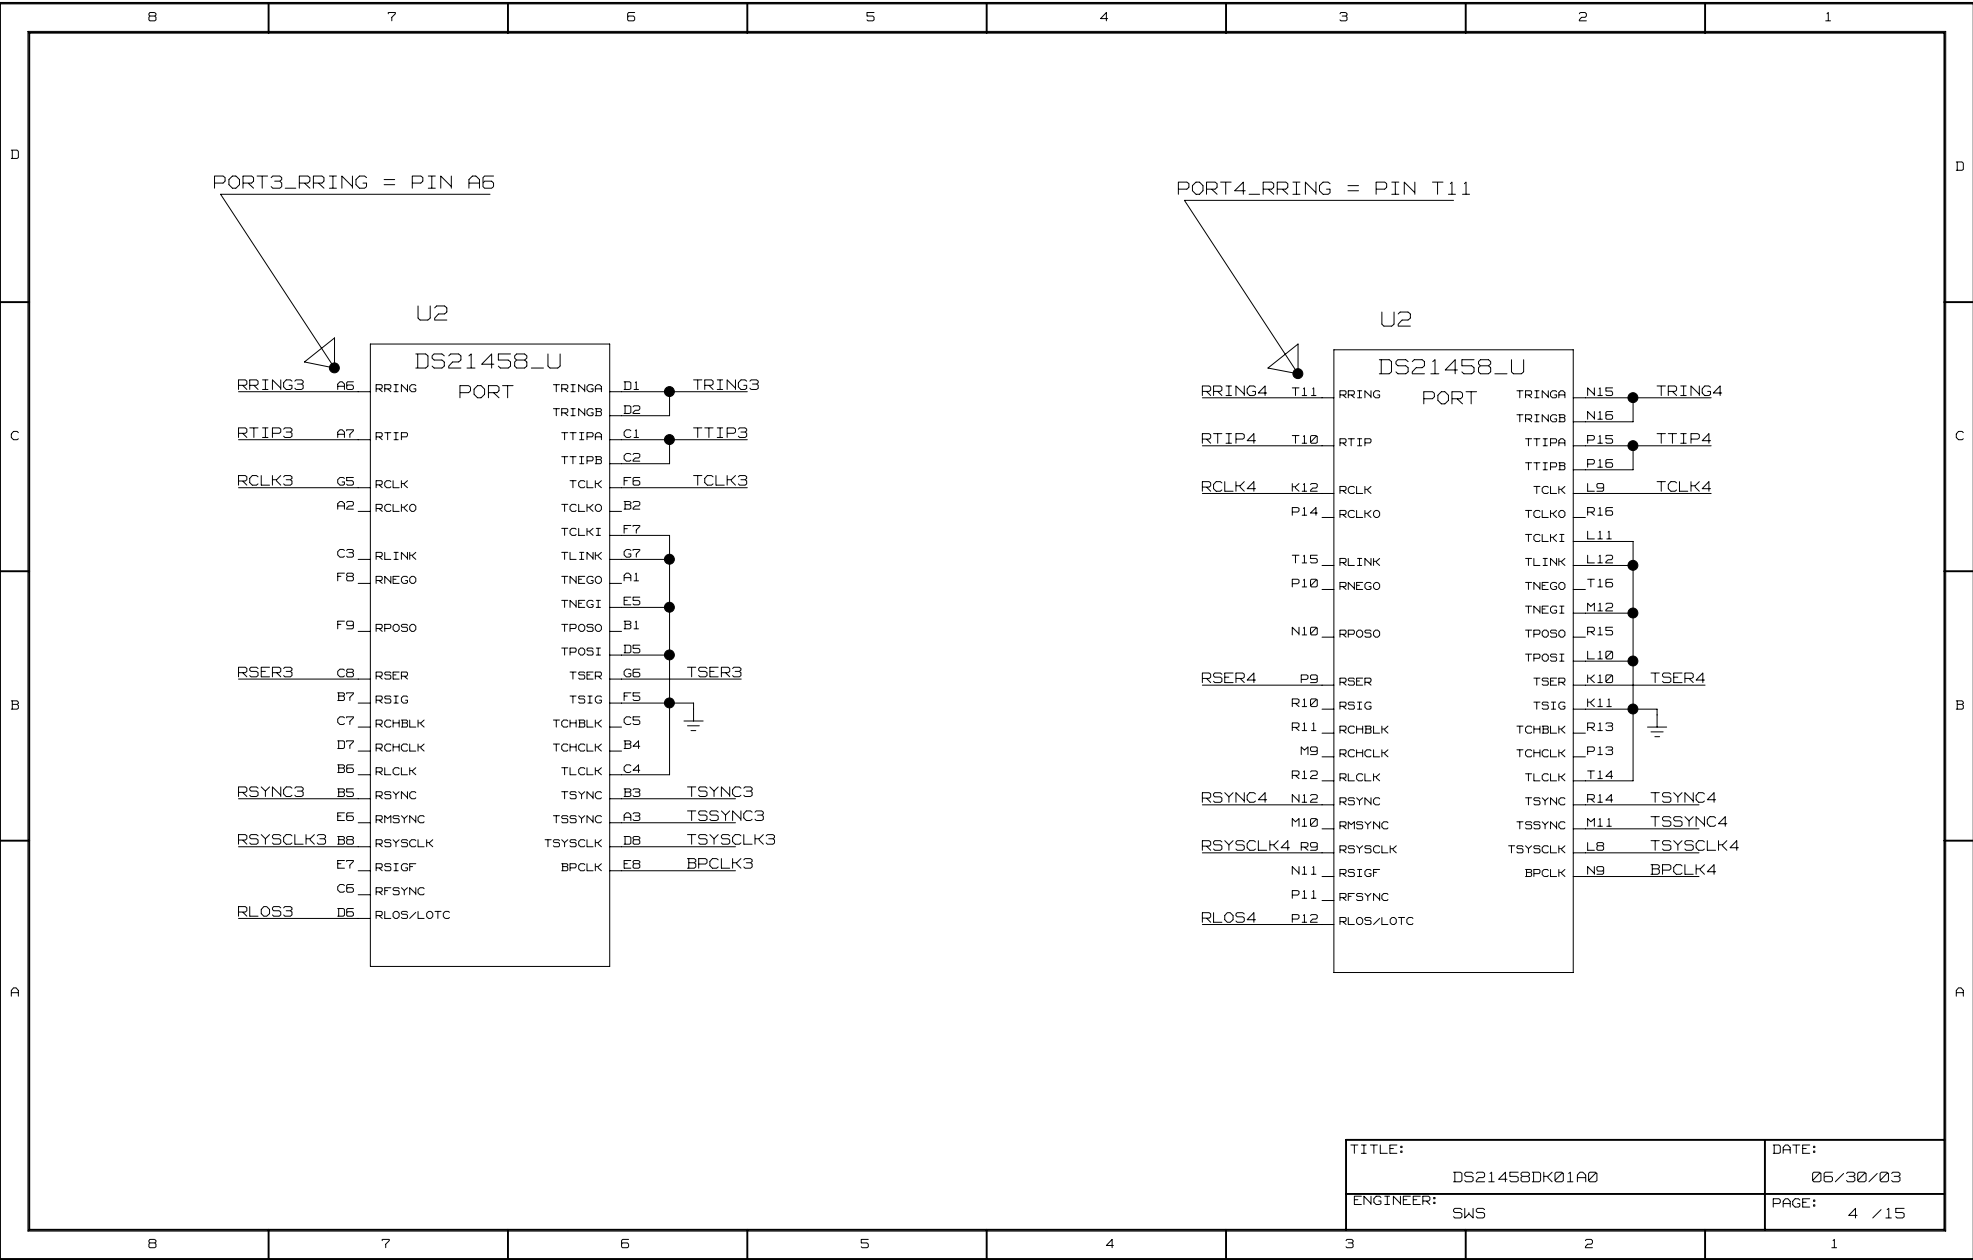 8 7 6 5 4 3 2 1
D D
PORT3_RRING = PIN A6
PORT4_RRING = PIN T11
U2
DS21458_U
PORT
RRING3 A6 RRING TRINGA D1 TRING3
TRINGB D2
RTIP3 A7 RTIP TTIPA C1 TTIP3
TTIPB C2
RCLK3 G5 RCLK TCLK F6 TCLK3
A2 RCLKO TCLKO B2
TCLKI F7
C3 RLINK TLINK G7
F8 RNEGO TNEGO A1
TNEGI E5
F9 RPOSO TPOSO B1
TPOSI D5
RSER3 C8 RSER TSER G6 TSER3
B7 RSIG TSIG F5
C7 RCHBLK TCHBLK C5
D7 RCHCLK TCHCLK B4
B6 RLCLK TLCLK C4
RSYNC3 B5 RSYNC TSYNC B3 TSYNC3
E6 RMSYNC TSSYNC A3 TSSYNC3
RSYSCLK3 B8 RSYSCLK TSYSCLK D8 TSYSCLK3
E7 RSIGF BPCLK E8 BPCLK3
C6 RFSYNC
RLOS3 D6 RLOS/LOTC
U2
DS21458_U
PORT
RRING4 T11 RRING TRINGA N15 TRING4
TRINGB N16
RTIP4 T10 RTIP TTIPA P15 TTIP4
TTIPB P16
RCLK4 K12 RCLK TCLK L9 TCLK4
P14 RCLKO TCLKO R16
TCLKI L11
T15 RLINK TLINK L12
P10 RNEGO TNEGO T16
TNEGI M12
N10 RPOSO TPOSO R15
TPOSI L10
RSER4 P9 RSER TSER K10 TSER4
R10 RSIG TSIG K11
R11 RCHBLK TCHBLK R13
M9 RCHCLK TCHCLK P13
R12 RLCLK TLCLK T14
RSYNC4 N12 RSYNC TSYNC R14 TSYNC4
M10 RMSYNC TSSYNC M11 TSSYNC4
RSYSCLK4 R9 RSYSCLK TSYSCLK L8 TSYSCLK4
N11 RSIGF BPCLK N9 BPCLK4
P11 RFSYNC
RLOS4 P12 RLOS/LOTC
C C
B B
A A
TITLE:
DS21458DK01A0
DATE:
06/30/03
ENGINEER:
SWS
PAGE:
4 /15
8 7 6 5 4 3 2 1